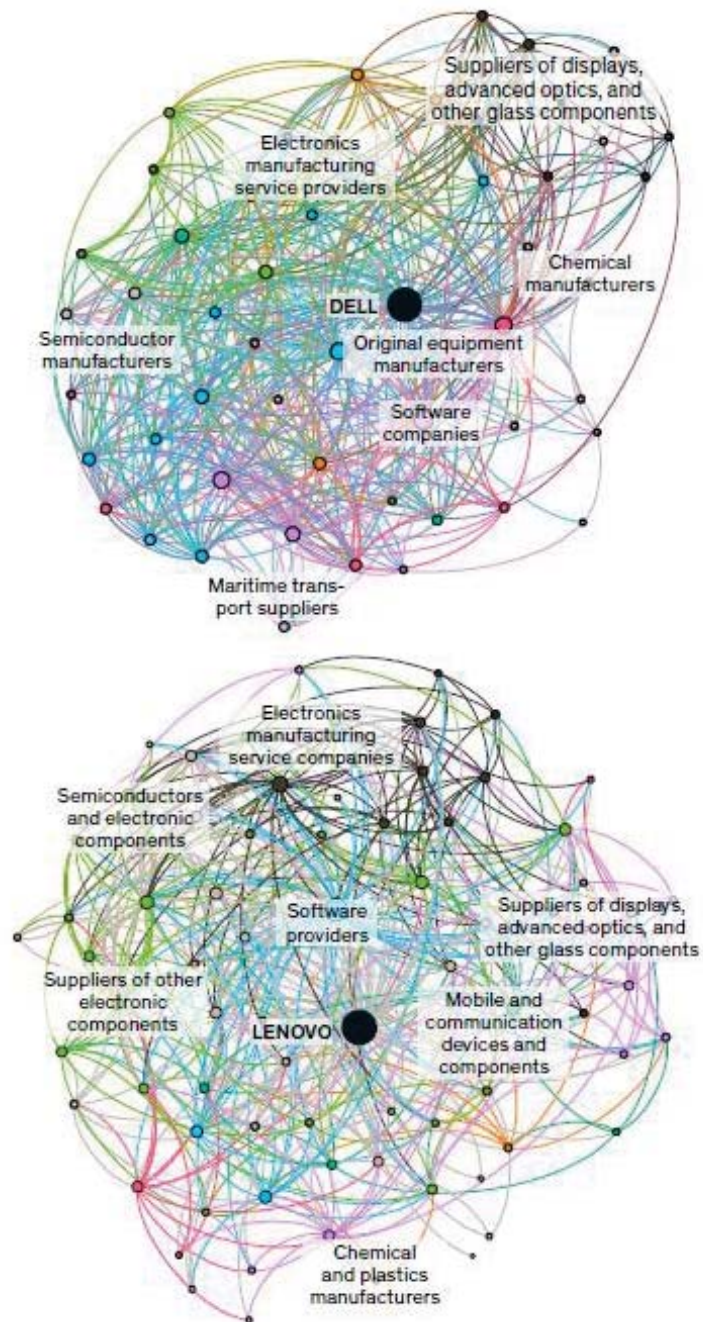 Suppliers of displays,
advanced optics, and
other glass components
Electronics
manufacturing
service providers
Chemical
manufacturers
DELL
Semiconductor
manufacturers
Original equipment
manufacturers
Software
companies
Maritime trans-
port suppliers
Electronics
manufacturing
service companies
Semiconductors
and electronic
components
Software
providers
Suppliers of displays,
advanced optics, and
other glass components
Suppliers of other
electronic
components
Mobile and
communication
devices and
components
LENOVO
Chemical
and plastics
manufacturers